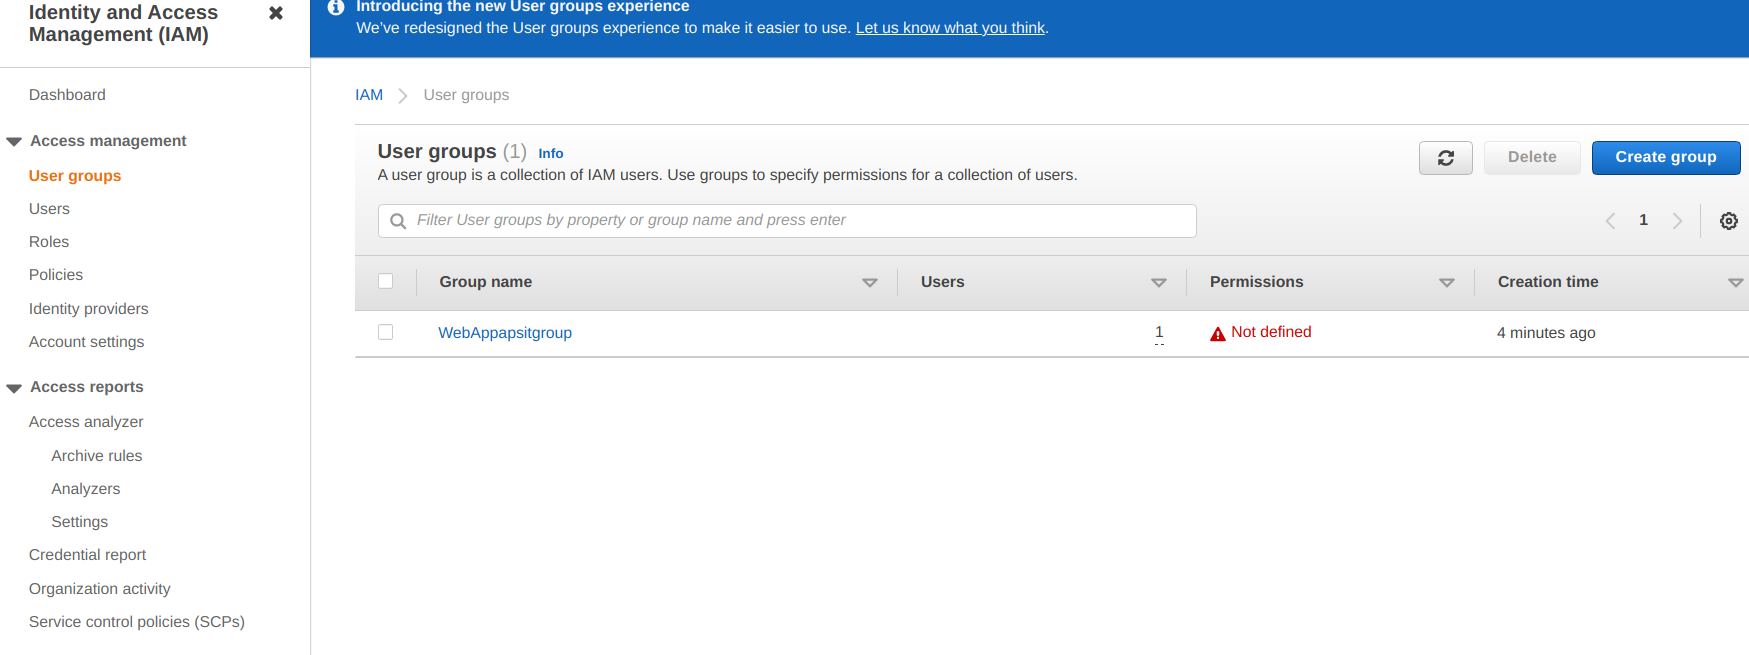 Identity and Access
Management (IAM)
Introducing the new User groups experience
We've redesigned the User groups experience to make it easier to use. Let us know what you think.
Dashboard
Access management
User groups
Users
Roles
Policies
Identity providers
Account settings
Access reports
Access analyzer
Archive rules
Analyzers
Settings
Credential report
Organization activity
Service control policies (SCPs)
IAM > User groups
User groups (1) Info
A user group is a collection of IAM users. Use groups to specify permissions for a collection of users.
Delete
Create group
Filter User groups by property or group name and press enter
1
Group name Users Permissions Creation time
WebAppapsitgroup 1 Not defined 4 minutes ago